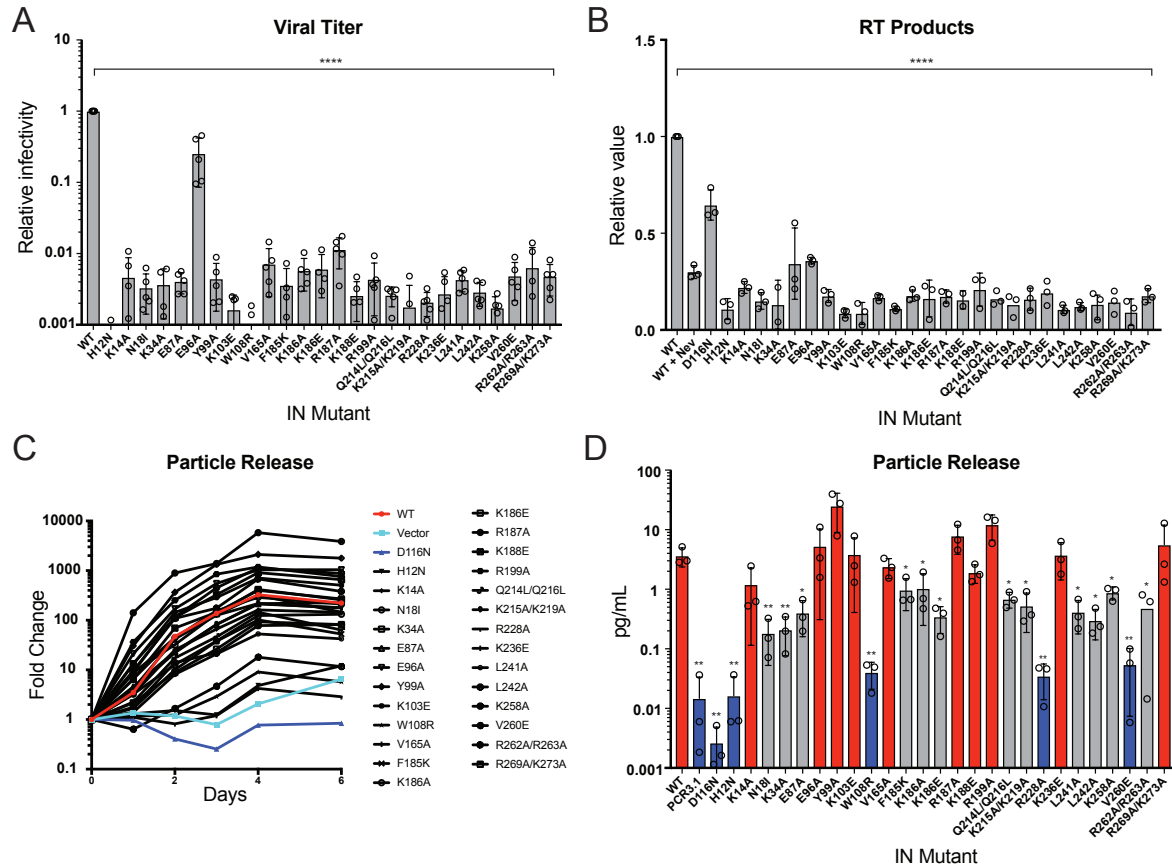 A
Viral Titer
Relative infectivity
10
1
0.1
0.01
0.001
****
WT
H12N
K14A
N18I
K34A
E87A
E96A
Y99A
K103E
W108R
V165A
F185K
K186A
K186E
R187A
K188E
R199A
Q214L/Q216L
K215A/K219A
R228A
K236E
L241A
L242A
K258A
V260E
R262A/R263A
R269A/K273A
IN Mutant
B
RT Products
Relative value
1.5
1.0
0.5
0.0
****
WT
WT + Nev
D116N
H12N
K14A
N18I
K34A
E87A
E96A
Y99A
K103E
W108R
V165A
F185K
K186A
K186E
R187A
K188E
R199A
Q214L/Q216L
K215A/K219A
R228A
K236E
L241A
L242A
K258A
V260E
R262A/R263A
R269A/K273A
IN Mutant
C
Particle Release
Fold Change
10000
1000
100
10
1
0.1
0
2
4
6
Days
WT
Vector
D116N
H12N
K14A
N18I
K34A
E87A
E96A
Y99A
K103E
W108R
V165A
F185K
K186A
K186E
R187A
K188E
R199A
Q214L/Q216L
K215A/K219A
R228A
K236E
L241A
L242A
K258A
V260E
R262A/R263A
R269A/K273A
D
Particle Release
pg/mL
100
10
1
0.1
0.01
0.001
**
**
**
**
**
*
**
*
*
*
*
*
**
*
*
*
**
*
WT
PCR3.1
D116N
H12N
K14A
N18I
K34A
E87A
E96A
Y99A
K103E
W108R
V165A
F185K
K186A
K186E
R187A
K188E
R199A
Q214L/Q216L
K215A/K219A
R228A
K236E
L241A
L242A
K258A
V260E
R262A/R263A
R269A/K273A
IN Mutant